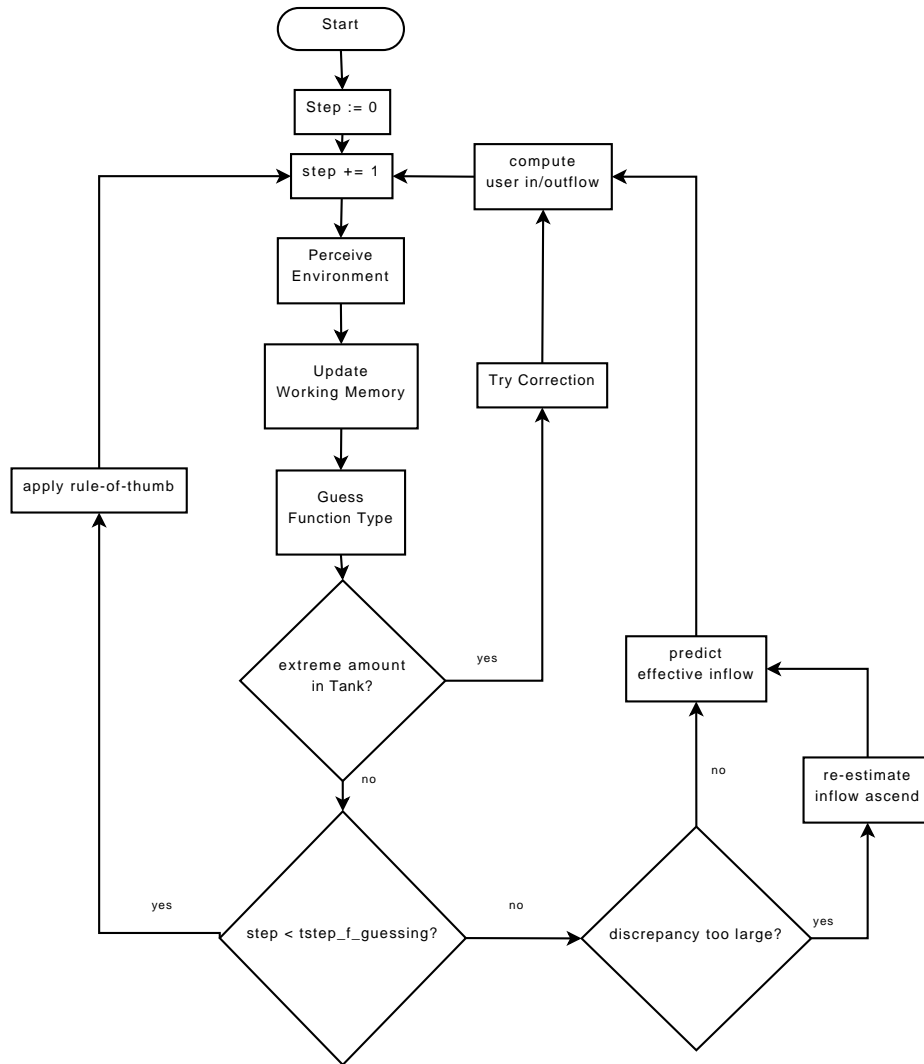 Start
Step := 0
step += 1
compute
user in/outflow
Perceive
Environment
Update
Working Memory
Try Correction
apply rule-of-thumb
Guess
Function Type
extreme amount
in Tank?
yes
predict
effective inflow
no
no
re-estimate
inflow ascend
yes
no
step < tstep_f_guessing?
discrepancy too large?
yes